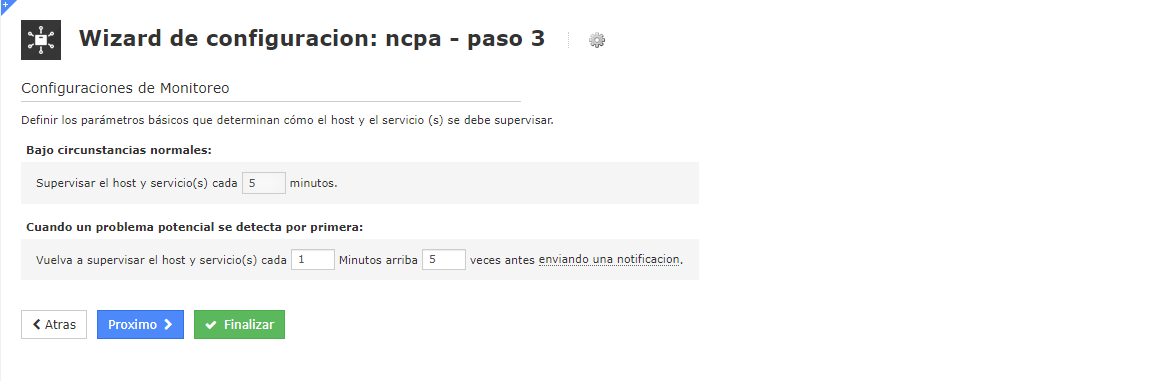 Wizard de configuracion: ncpa - paso 3
Configuraciones de Monitoreo
Definir los parámetros básicos que determinan cómo el host y el servicio (s) se debe supervisar.
Bajo circunstancias normales:
Supervisar el host y servicio(s) cada 5 minutos.
Cuando un problema potencial se detecta por primera:
Vuelva a supervisar el host y servicio(s) cada 1 Minutos arriba 5 veces antes enviando una notificacion.
Atras Proximo Finalizar